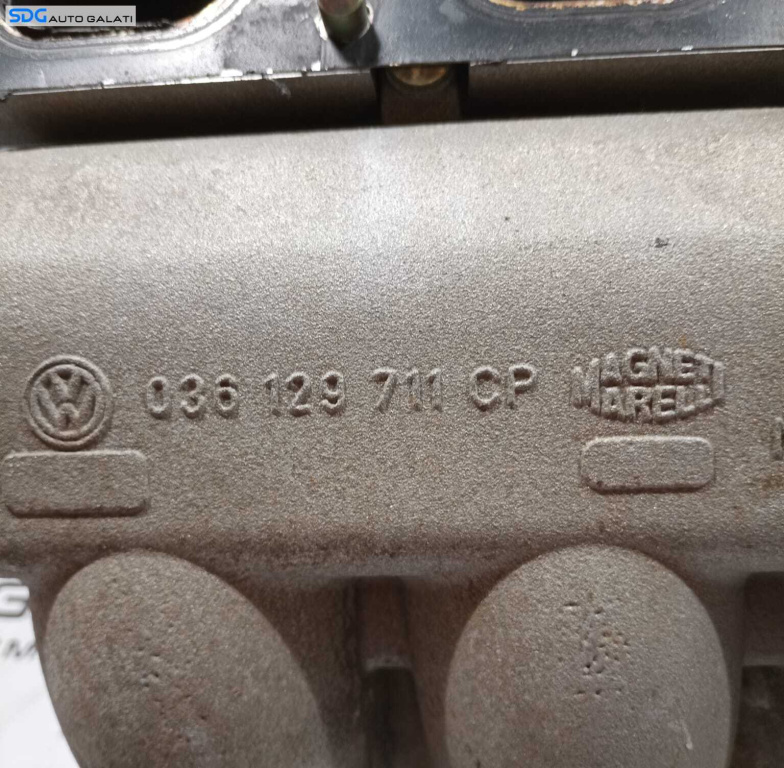 SDG AUTO GALATI
VW 036 129 711 CP MAGNETI
MARELLI